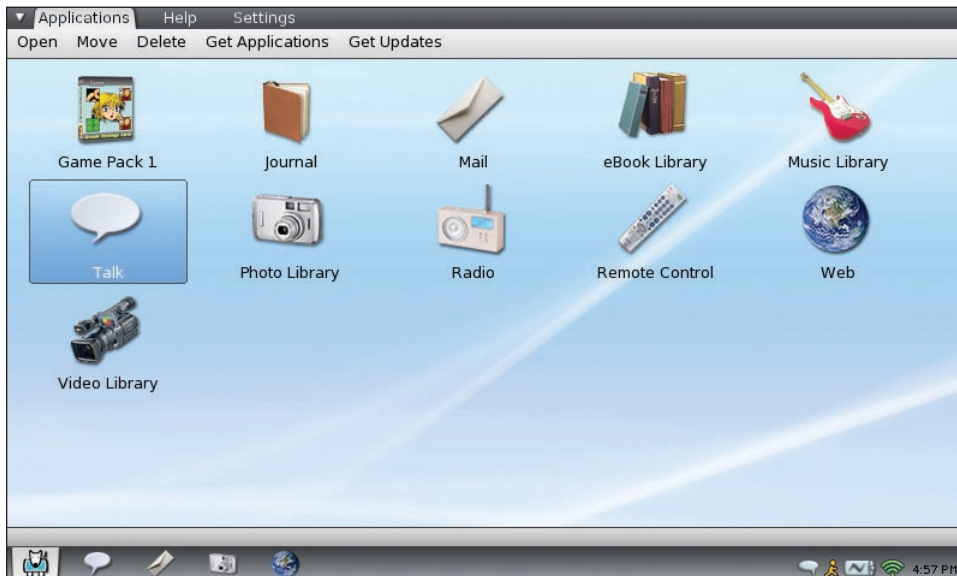 Applications Help Settings
Open Move Delete Get Applications Get Updates
Game Pack 1 Journal Mail eBook Library Music Library
Talk Photo Library Radio Remote Control Web
Video Library
4:57 PM